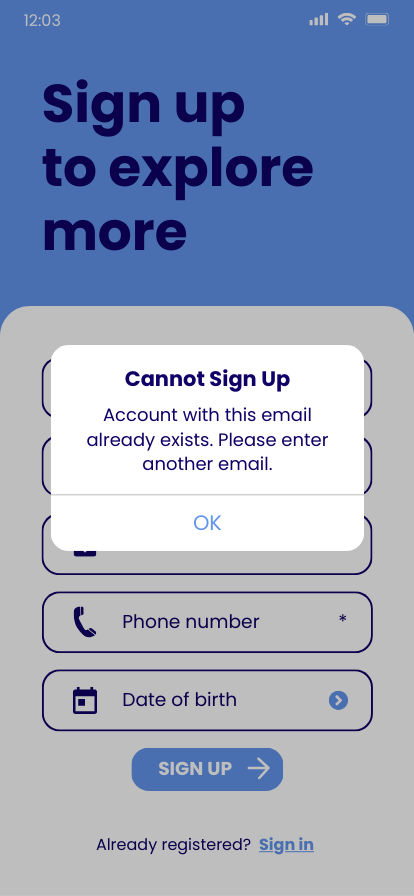 12:03
Sign up
to explore
more
Cannot Sign Up
Account with this email
already exists. Please enter
another email.
OK
Phone number *
Date of birth
SIGN UP
Already registered? Sign in